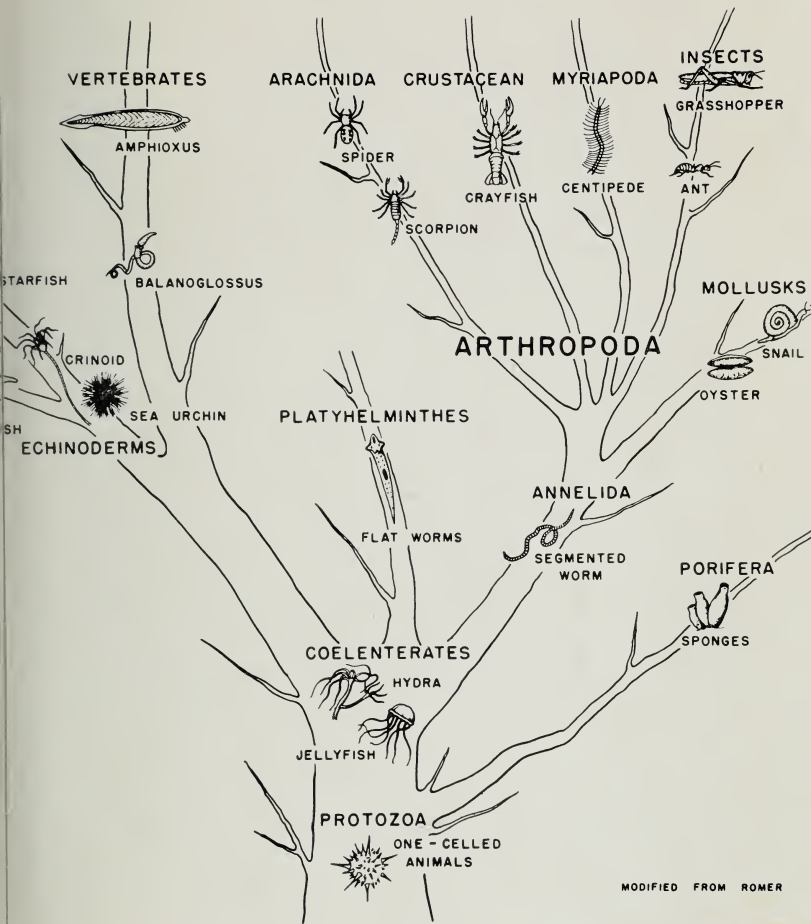 VERTEBRATES
ARACHNIDA
CRUSTACEAN
MYRIAPODA
INSECTS
GRASSHOPPER
AMPHIOXUS
SPIDER
CRAYFISH
CENTIPEDE
ANT
SCORPION
STARFISH
BALANOGLOSSUS
MOLLUSKS
SNAIL
OYSTER
ARTHROPODA
CRINOID
SEA URCHIN
PLATYHELMINTHES
SH
ECHINODERMS
ANNELIDA
FLAT WORMS
SEGMENTED
WORM
PORIFERA
SPONGES
COELENTERATES
HYDRA
JELLYFISH
PROTOZOA
ONE-CELLED
ANIMALS
MODIFIED FROM ROMER